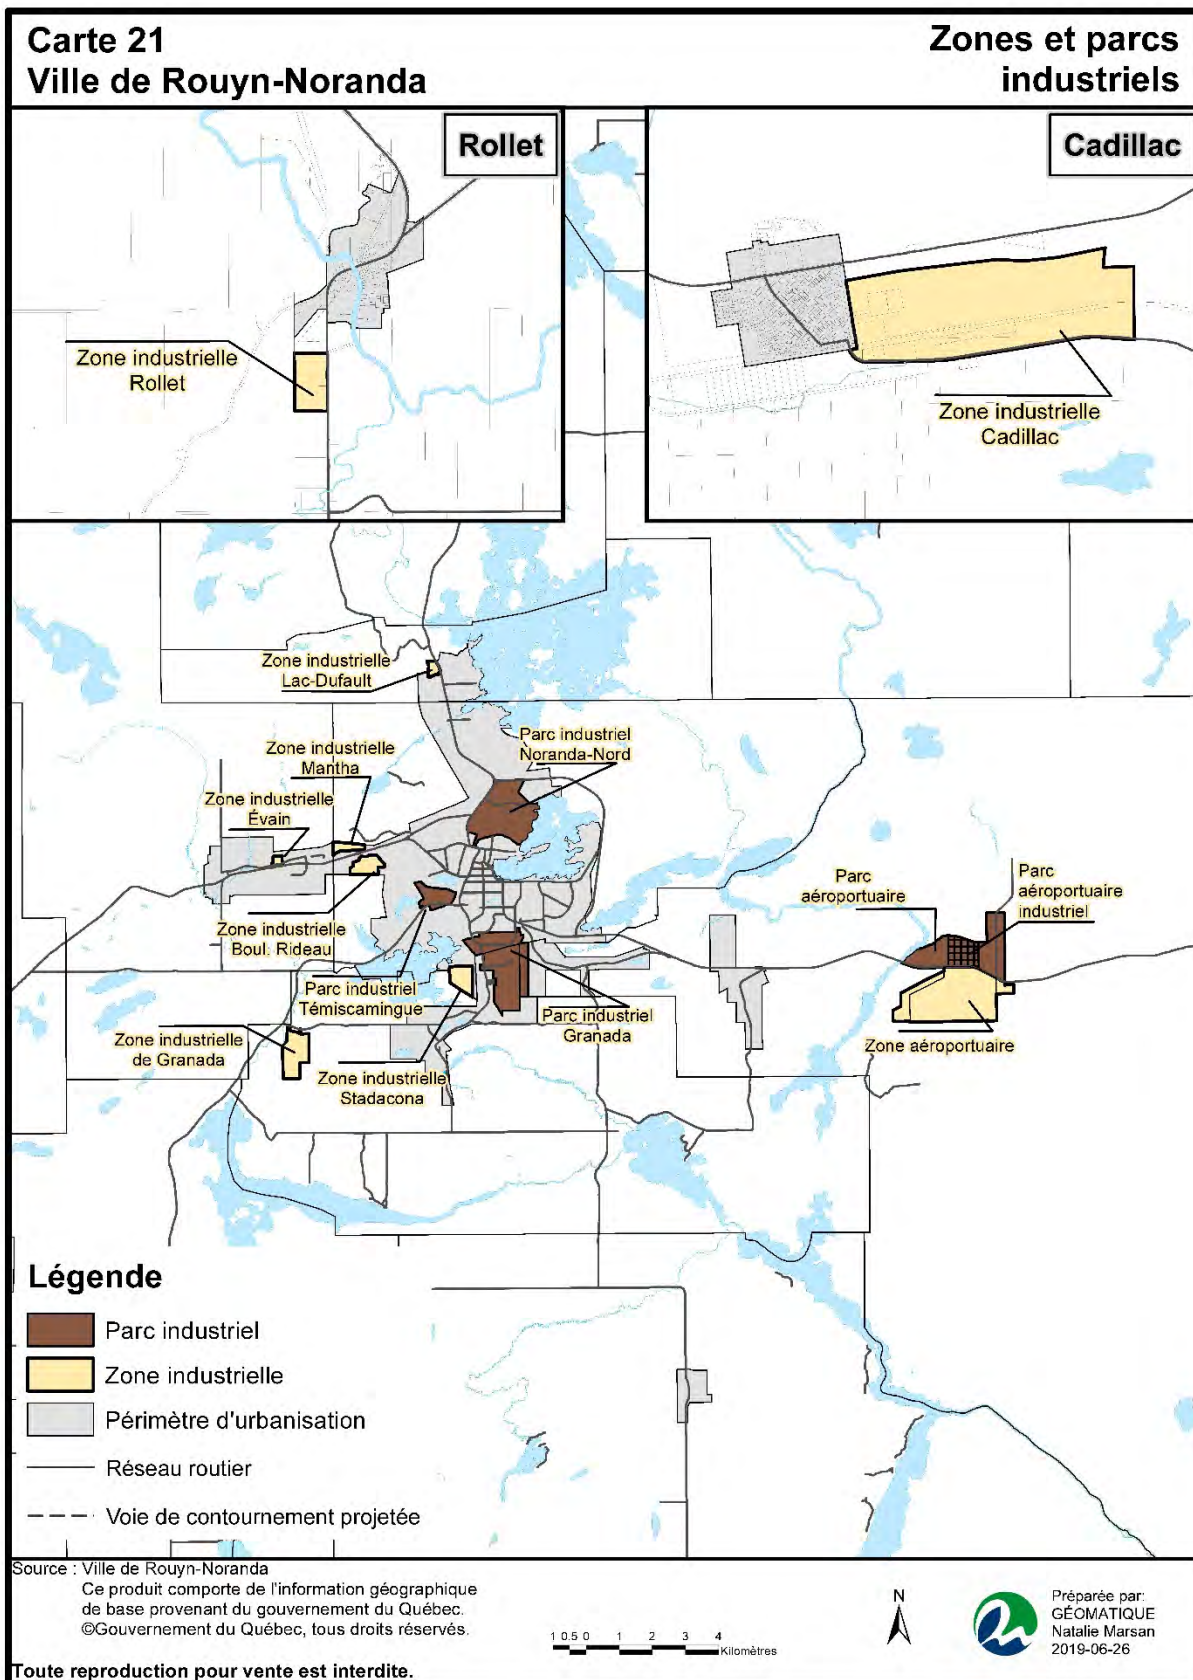 Carte 21
Ville de Rouyn-Noranda
Zones et parcs
industriels
Rollet
Cadillac
Zone industrielle
Rollet
Zone industrielle
Cadillac
Zone industrielle
Lac-Dufault
Parc industriel
Noranda-Nord
Zone industrielle
Mantha
Zone industrielle
Évain
Parc
aéroportuaire
Parc
aéroportuaire
industriel
Zone industrielle
Boul. Rideau
Parc industriel
Témiscamingue
Parc industriel
Granada
Zone industrielle
de Granada
Zone aéroportuaire
Zone industrielle
Stadacona
Légende
Parc industriel
Zone industrielle
Périmètre d'urbanisation
Réseau routier
Voie de contournement projetée
Source : Ville de Rouyn-Noranda
Ce produit comporte de l'information géographique
de base provenant du gouvernement du Québec.
©Gouvernement du Québec, tous droits réservés.
Toute reproduction pour vente est interdite.
1 0.5 0 1 2 3 4
Kilomètres
N
Préparée par:
GÉOMATIQUE
Natalie Marsan
2019-06-26